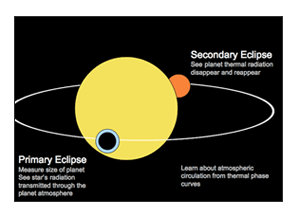 Secondary Eclipse
See planet thermal radiation
disappear and reappear
Primary Eclipse
Measure size of planet
See star's radiation
transmitted through the
planet atmosphere
Learn about atmospheric
circulation from thermal phase
curves